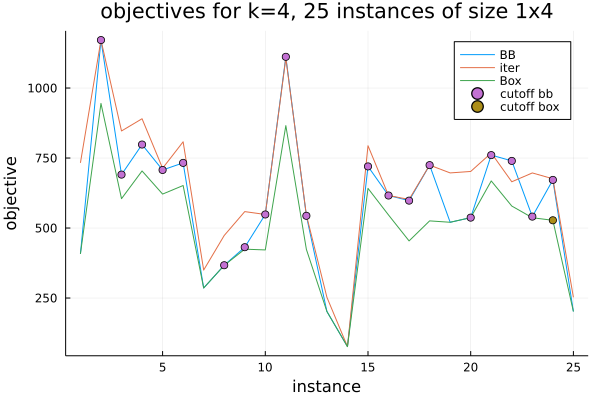 objectives for k=4, 25 instances of size 1x4
BB
iter
Box
cutoff bb
cutoff box
1000
750
500
250
objective
5
10
15
20
25
instance